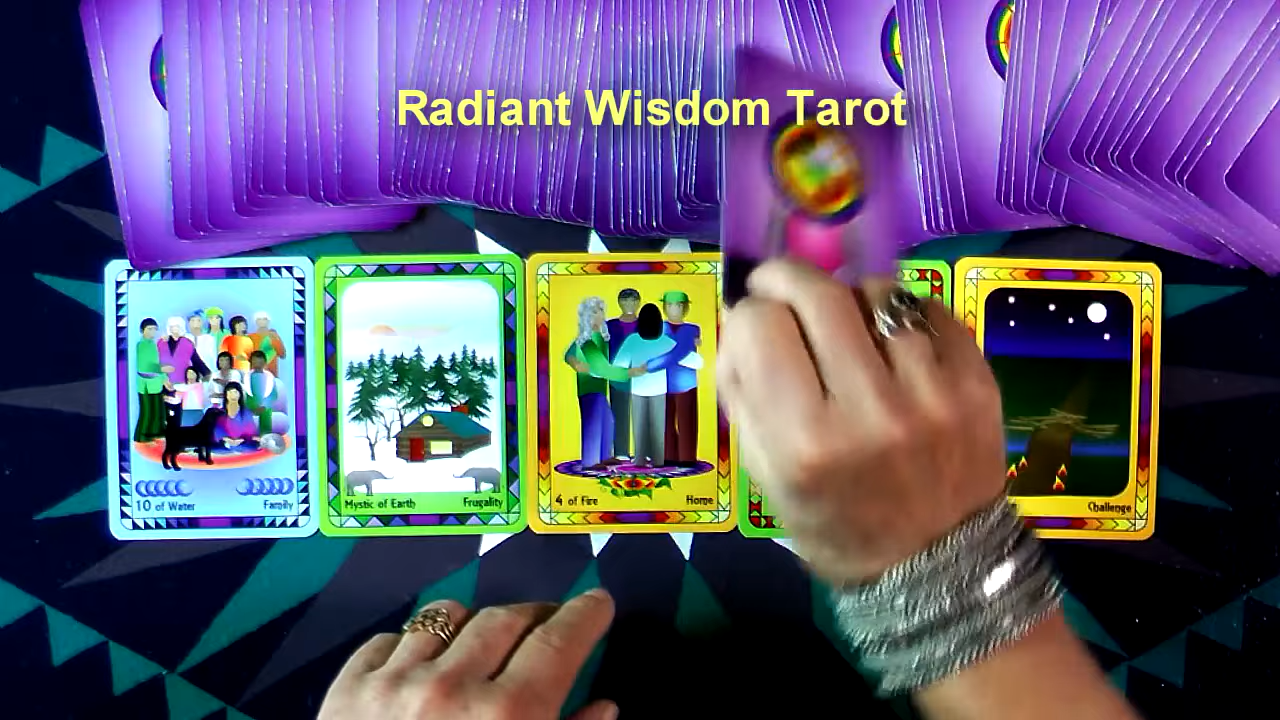 Radiant Wisdom Tarot
10 of Water Family
Mystic of Earth Frugality
4 of Fire Home
Challenge